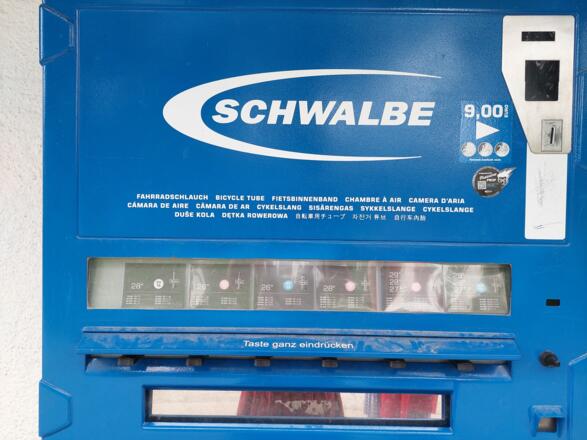 SCHWALBE
9,00 EURO
FAHRRADSCHLAUCH BICYCLE TUBE FIETSBINNENBAND CHAMBRE À AIR CAMERA D'ARIA
CÁMARA DE AIRE CÂMARA DE AR CYKELSLANG SISÄRENGAS SYKKELSLANGE CYKELSLANGE
DUŠE KOLA DĘTKA ROWEROWA 自転車用チューブ 자전거 튜브 自行车内胎
28" 26" 26" 28" 29"
28"
27"
Taste ganz eindrücken